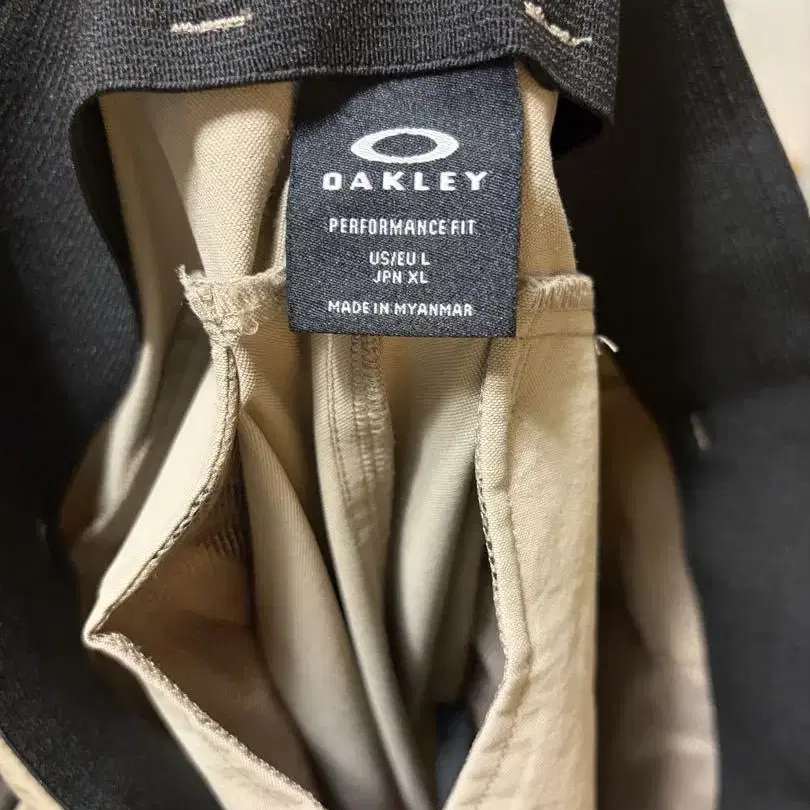 OAKLEY
PERFORMANCE FIT
US/EU L
JPN XL
MADE IN MYANMAR